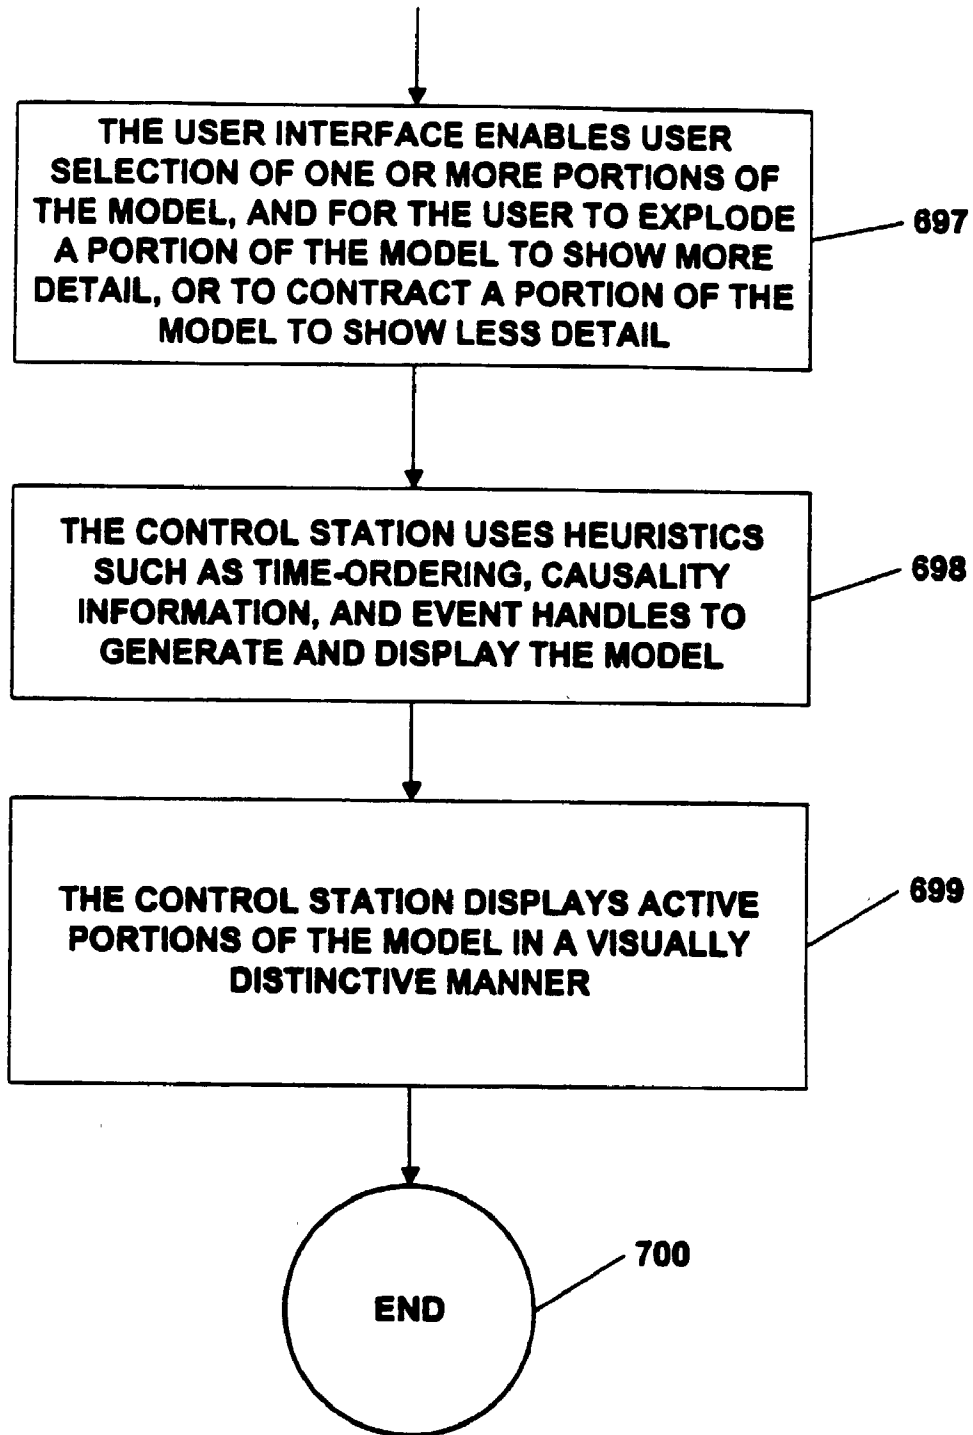 THE USER INTERFACE ENABLES USER
SELECTION OF ONE OR MORE PORTIONS OF
THE MODEL, AND FOR THE USER TO EXPLODE
A PORTION OF THE MODEL TO SHOW MORE
DETAIL, OR TO CONTRACT A PORTION OF THE
MODEL TO SHOW LESS DETAIL
697
THE CONTROL STATION USES HEURISTICS
SUCH AS TIME-ORDERING, CAUSALITY
INFORMATION, AND EVENT HANDLES TO
GENERATE AND DISPLAY THE MODEL
698
THE CONTROL STATION DISPLAYS ACTIVE
PORTIONS OF THE MODEL IN A VISUALLY
DISTINCTIVE MANNER
699
END
700